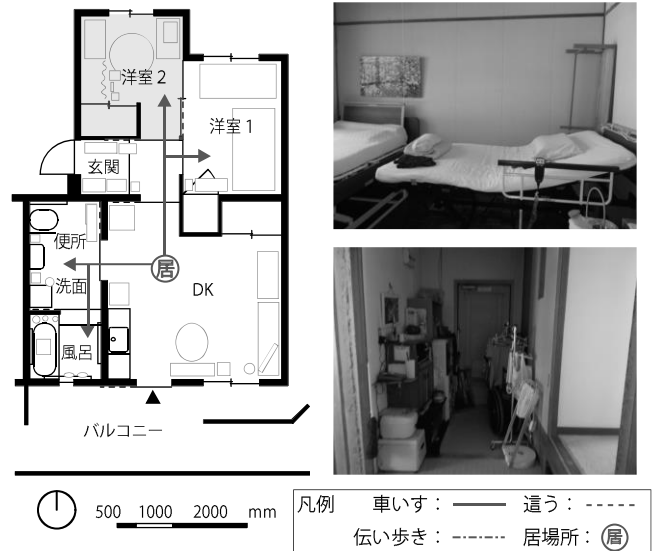 洋室 2
洋室 1
玄関
便所
洗面
居
DK
風呂
バルコニー
500 1000 2000 mm
凡例 車いす： 這う：
伝い歩き： 居場所： 居